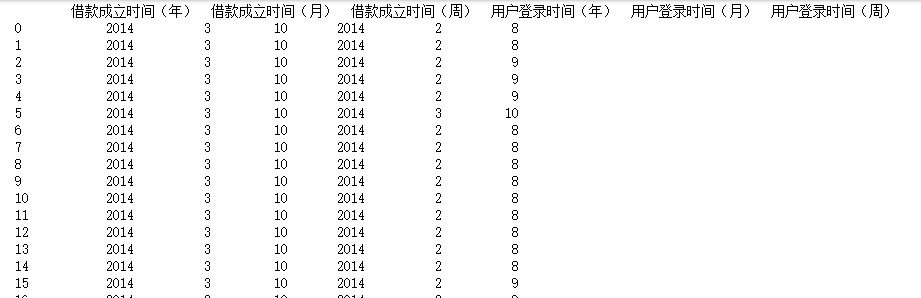 借款成立时间（年） 借款成立时间（月） 借款成立时间（周） 用户登录时间（年） 用户登录时间（月） 用户登录时间（周）
0 2014 3 10 2014 2 8
1 2014 3 10 2014 2 8
2 2014 3 10 2014 2 9
3 2014 3 10 2014 2 9
4 2014 3 10 2014 2 9
5 2014 3 10 2014 3 10
6 2014 3 10 2014 2 8
7 2014 3 10 2014 2 8
8 2014 3 10 2014 2 8
9 2014 3 10 2014 2 8
10 2014 3 10 2014 2 8
11 2014 3 10 2014 2 8
12 2014 3 10 2014 2 8
13 2014 3 10 2014 2 8
14 2014 3 10 2014 2 8
15 2014 3 10 2014 2 9